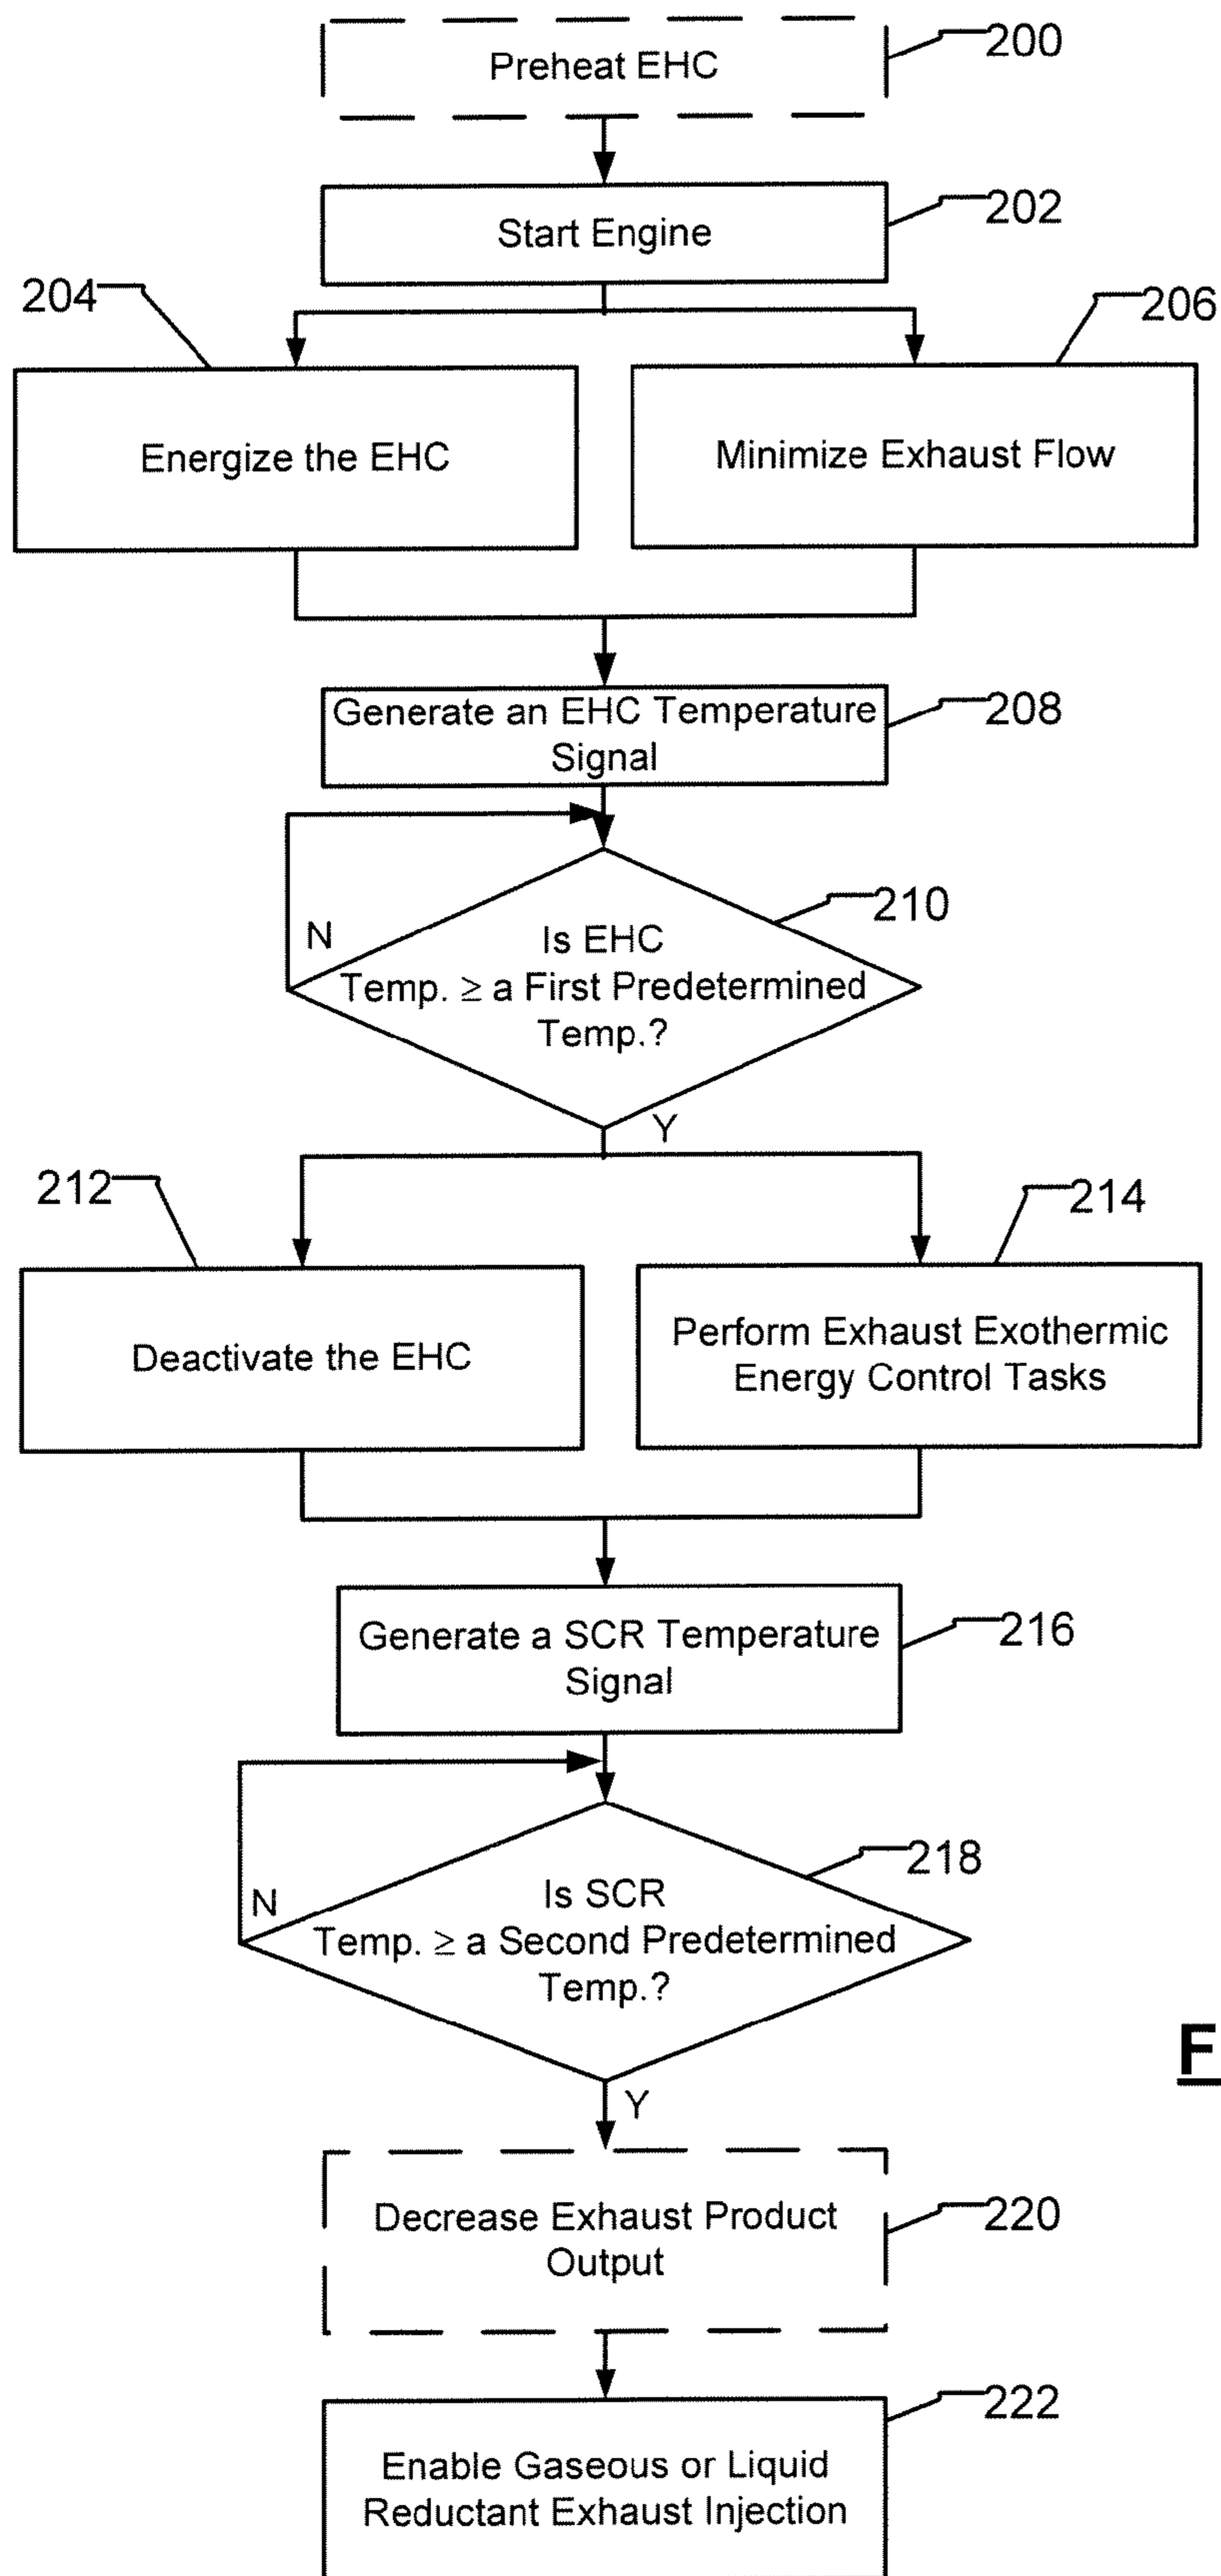 Preheat EHC
200
Start Engine
202
204
206
Energize the EHC
Minimize Exhaust Flow
Generate an EHC Temperature
Signal
208
210
N
Is EHC
Temp. ≥ a First Predetermined
Temp.?
Y
212
214
Deactivate the EHC
Perform Exhaust Exothermic
Energy Control Tasks
Generate a SCR Temperature
Signal
216
218
N
Is SCR
Temp. ≥ a Second Predetermined
Temp.?
F
Y
Decrease Exhaust Product
Output
220
222
Enable Gaseous or Liquid
Reductant Exhaust Injection